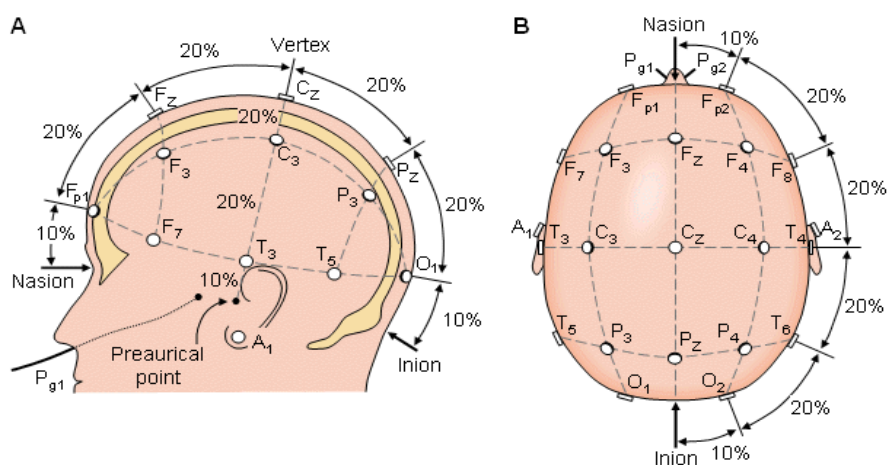 A
20%
Vertex
20%
Fz
Cz
20%
20%
F3
C3
Pz
Fp1
P3
20%
20%
10%
F7
T3
T5
O1
Nasion
10%
10%
A1
Preaurical
point
Inion
Pg1
B
Nasion
10%
Pg1
Pg2
Fp1
Fp2
20%
F7
F3
Fz
F4
F8
20%
A1
T3
C3
Cz
C4
T4
A2
20%
T5
P3
Pz
P4
T6
O1
O2
20%
Inion
10%